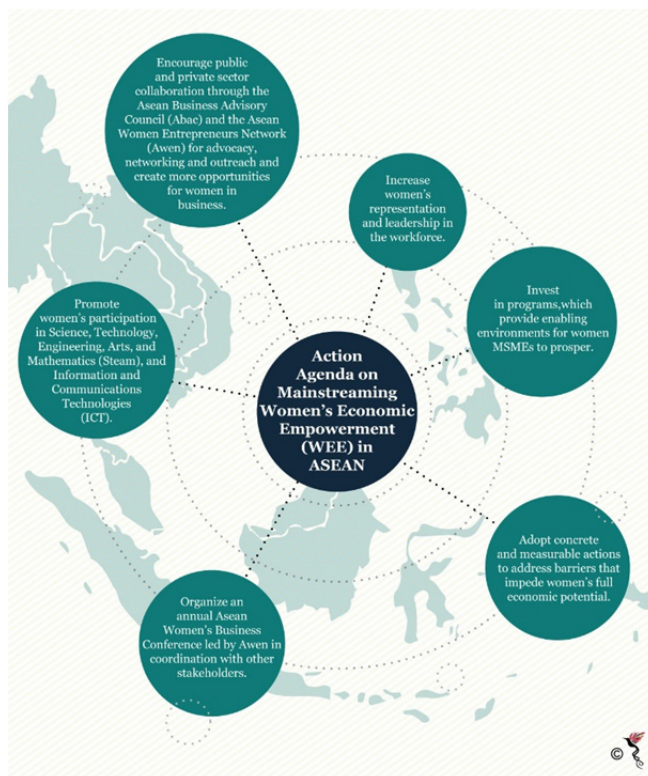 Encourage public
and private sector
collaboration through the
Asean Business Advisory
Council (Abac) and the Asean
Women Entrepreneurs Network
(Awen) for advocacy,
networking and outreach and
create more opportunities
for women in
business.
Increase
women's
representation
and leadership in
the workforce.
Invest
in programs,which
provide enabling
environments for women
MSMEs to prosper.
Promote
women's participation
in Science, Technology,
Engineering, Arts, and
Mathematics (Steam), and
Information and
Communications
Technologies
(ICT).
Action
Agenda on
Mainstreaming
Women's Economic
Empowerment
(WEE) in
ASEAN
Adopt concrete
and measurable actions
to address barriers that
impede women's full
economic potential.
Organize an
annual Asean
Women's Business
Conference led by Awen in
coordination with other
stakeholders.
©